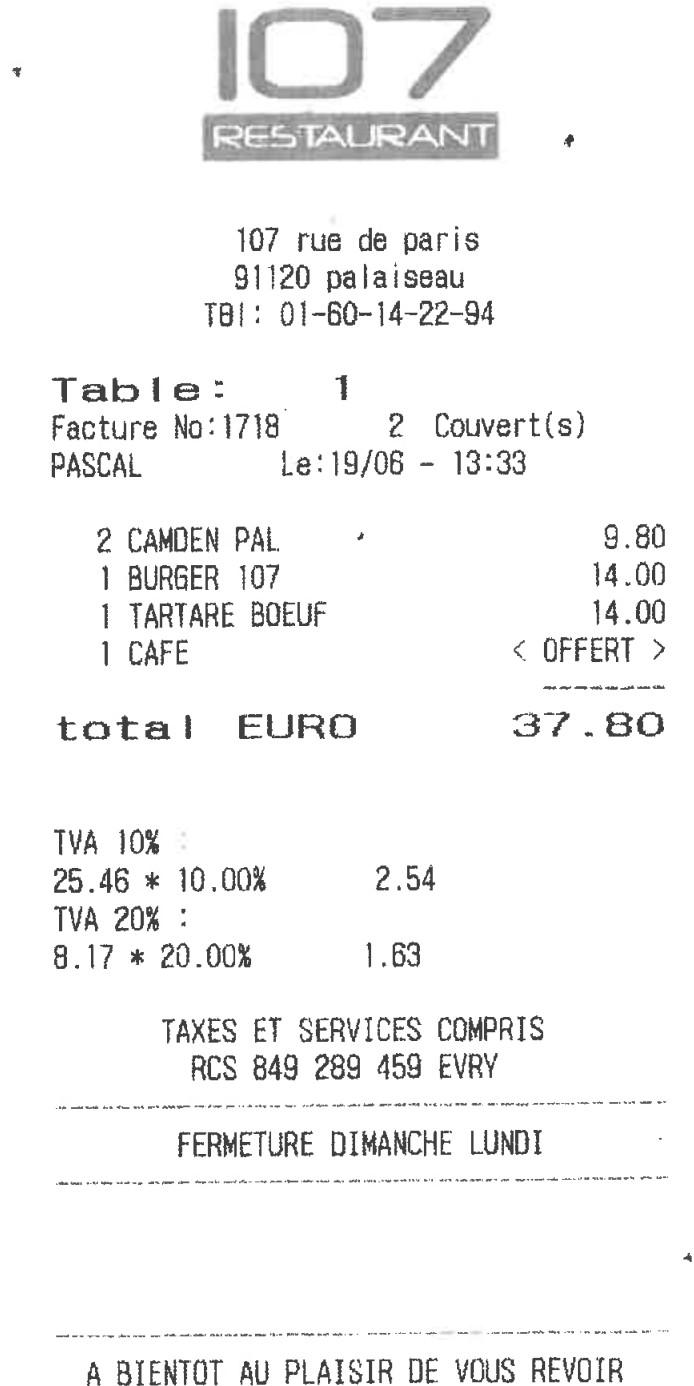 107
RESTAURANT
107 rue de paris
91120 palaiseau
TEl: 01-60-14-22-94
Table: 1
Facture No:1718 2 Couvert(s)
PASCAL Le:19/06 - 13:33
2 CAMDEN PAL 9.80
1 BURGER 107 14.00
1 TARTARE BOEUF 14.00
1 CAFE < OFFERT >
----------
total EURO 37.80
TVA 10% :
25.46 * 10.00% 2.54
TVA 20% :
8.17 * 20.00% 1.63
TAXES ET SERVICES COMPRIS
RCS 849 289 459 EVRY
FERMETURE DIMANCHE LUNDI
A BIENTOT AU PLAISIR DE VOUS REVOIR